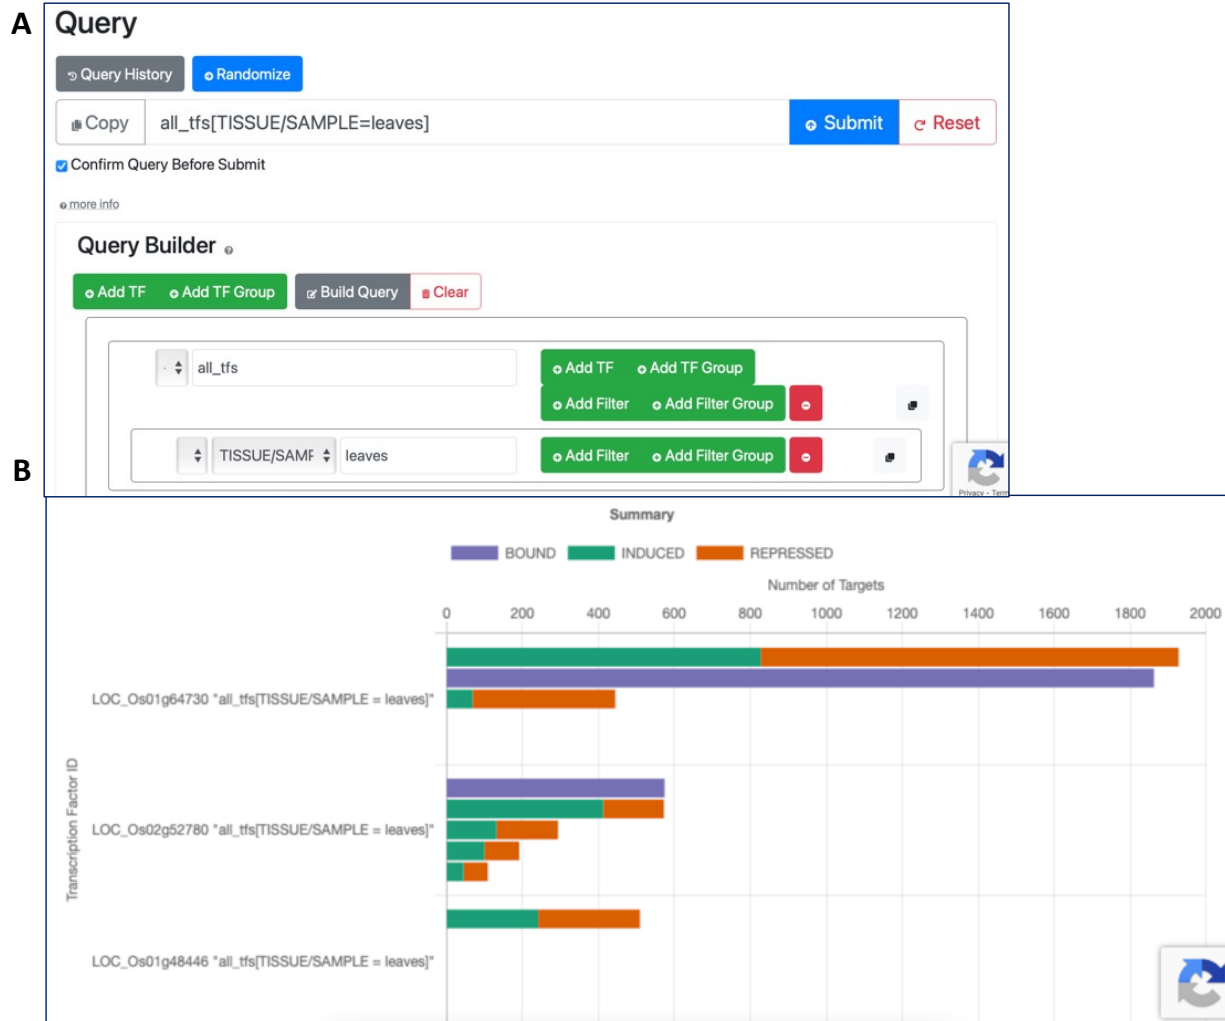 A
Query
Query History Randomize
Copy all_tfs[TISSUE/SAMPLE=leaves] Submit Reset
Confirm Query Before Submit
more info
Query Builder
Add TF Add TF Group Build Query Clear
all_tfs Add TF Add TF Group
Add Filter Add Filter Group
TISSUE/SAMF leaves Add Filter Add Filter Group
Privacy - Term
B
Summary
BOUND INDUCED REPRESSED
Number of Targets
0 200 400 600 800 1000 1200 1400 1600 1800 2000
Transcription Factor ID
LOC_Os01g64730 "all_tfs[TISSUE/SAMPLE = leaves]"
LOC_Os02g52780 "all_tfs[TISSUE/SAMPLE = leaves]"
LOC_Os01g48446 "all_tfs[TISSUE/SAMPLE = leaves]"